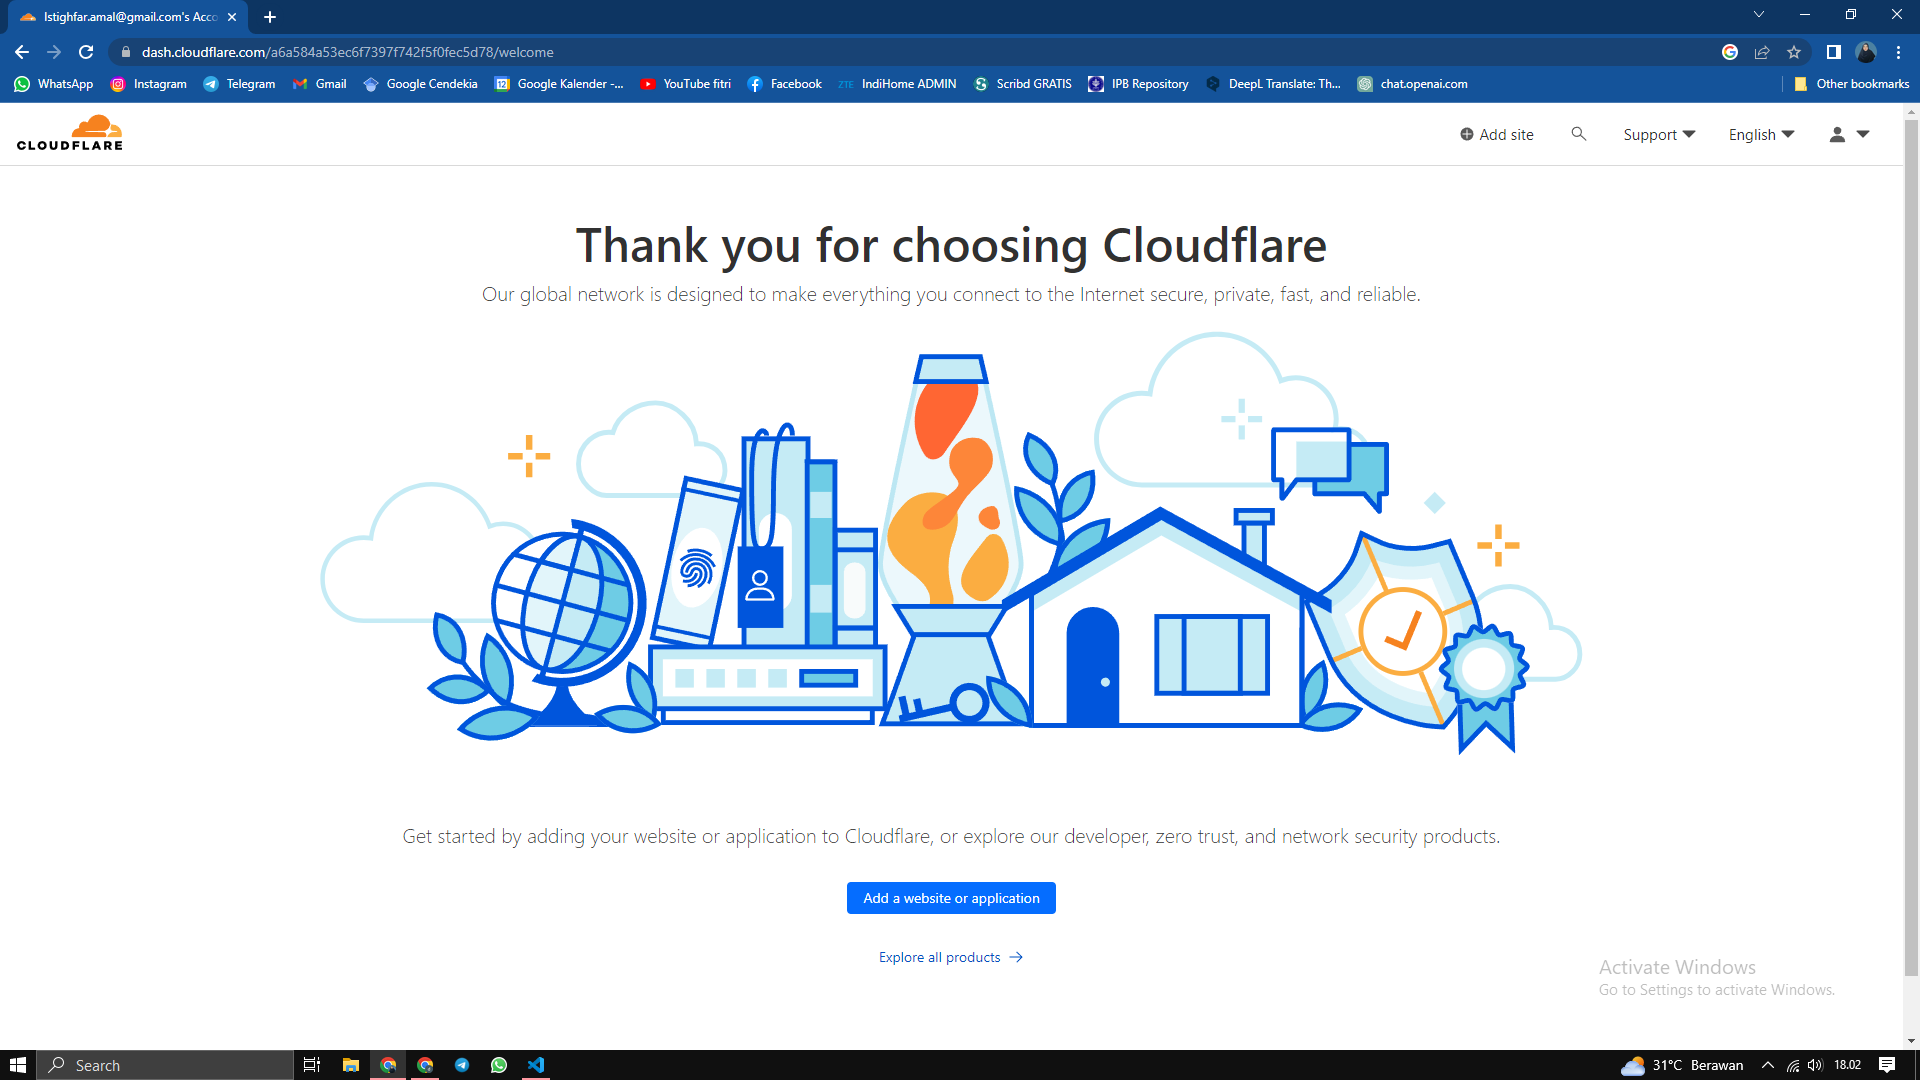 Istighfar.amal@gmail.com's Acco
dash.cloudflare.com/a6a584a53ec6f7397f742f5f0fec5d78/welcome
WhatsApp Instagram Telegram Gmail Google Cendekia Google Kalender -... YouTube fitri Facebook ZTE IndiHome ADMIN Scribd GRATIS IPB Repository DeepL Translate: Th... chat.openai.com Other bookmarks
CLOUDFLARE
Add site Support English
Thank you for choosing Cloudflare
Our global network is designed to make everything you connect to the Internet secure, private, fast, and reliable.
Get started by adding your website or application to Cloudflare, or explore our developer, zero trust, and network security products.
Add a website or application
Explore all products
Activate Windows
Go to Settings to activate Windows.
Search 31°C Berawan 18.02